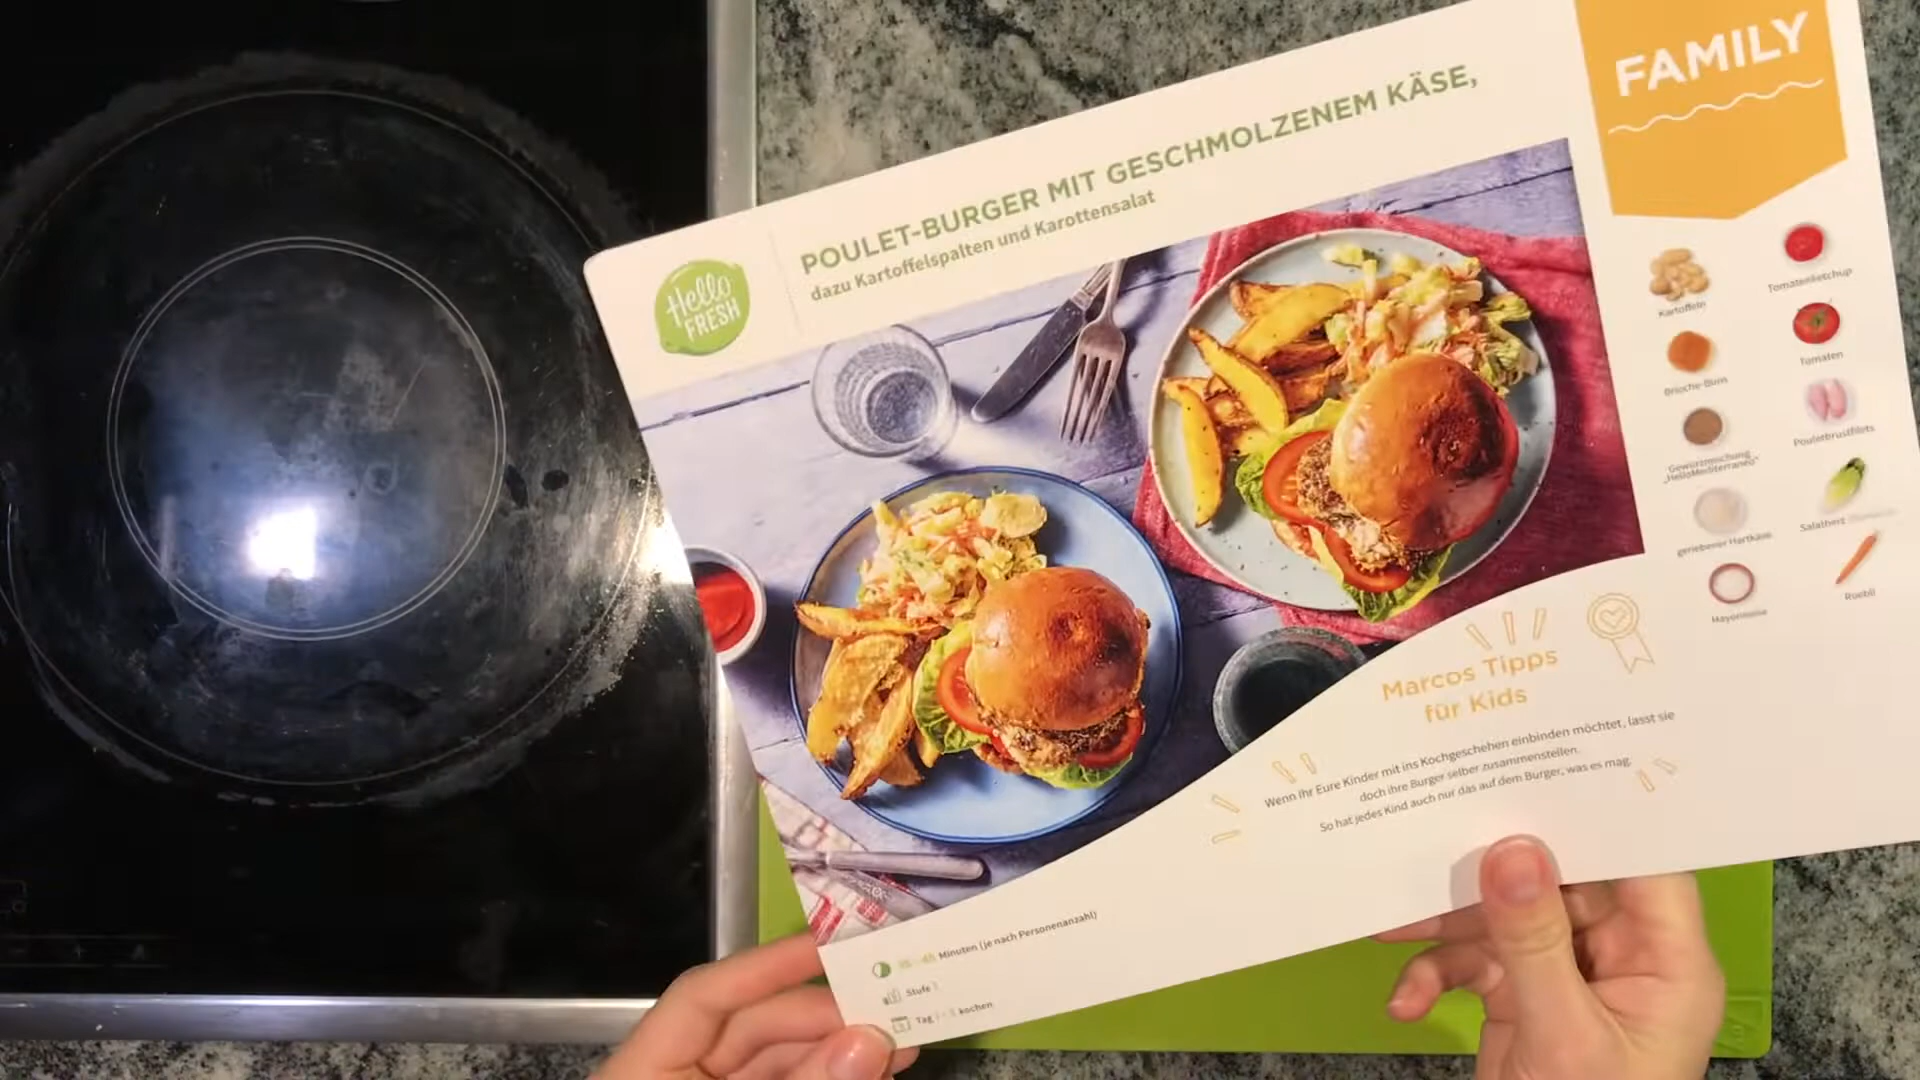 FAMILY
POULET-BURGER MIT GESCHMOLZENEM KÄSE,
dazu Kartoffelspalten und Karottensalat
Hello
FRESH
Kartoffeln
Tomatenketchup
Brioche-Buns
Tomaten
Gewürzmischung
„HelloMediterraneo“
Pouletbrustfilets
geriebener Hartkäse
Salatherz
Mayonnaise
Rüebli
Marcos Tipps
für Kids
Wenn ihr Eure Kinder mit ins Kochgeschehen einbinden möchtet, lasst sie
doch ihre Burger selber zusammenstellen.
So hat jedes Kind auch nur das auf dem Burger, was es mag.
Minuten (je nach Personenanzahl)
Stufe
Tag kochen